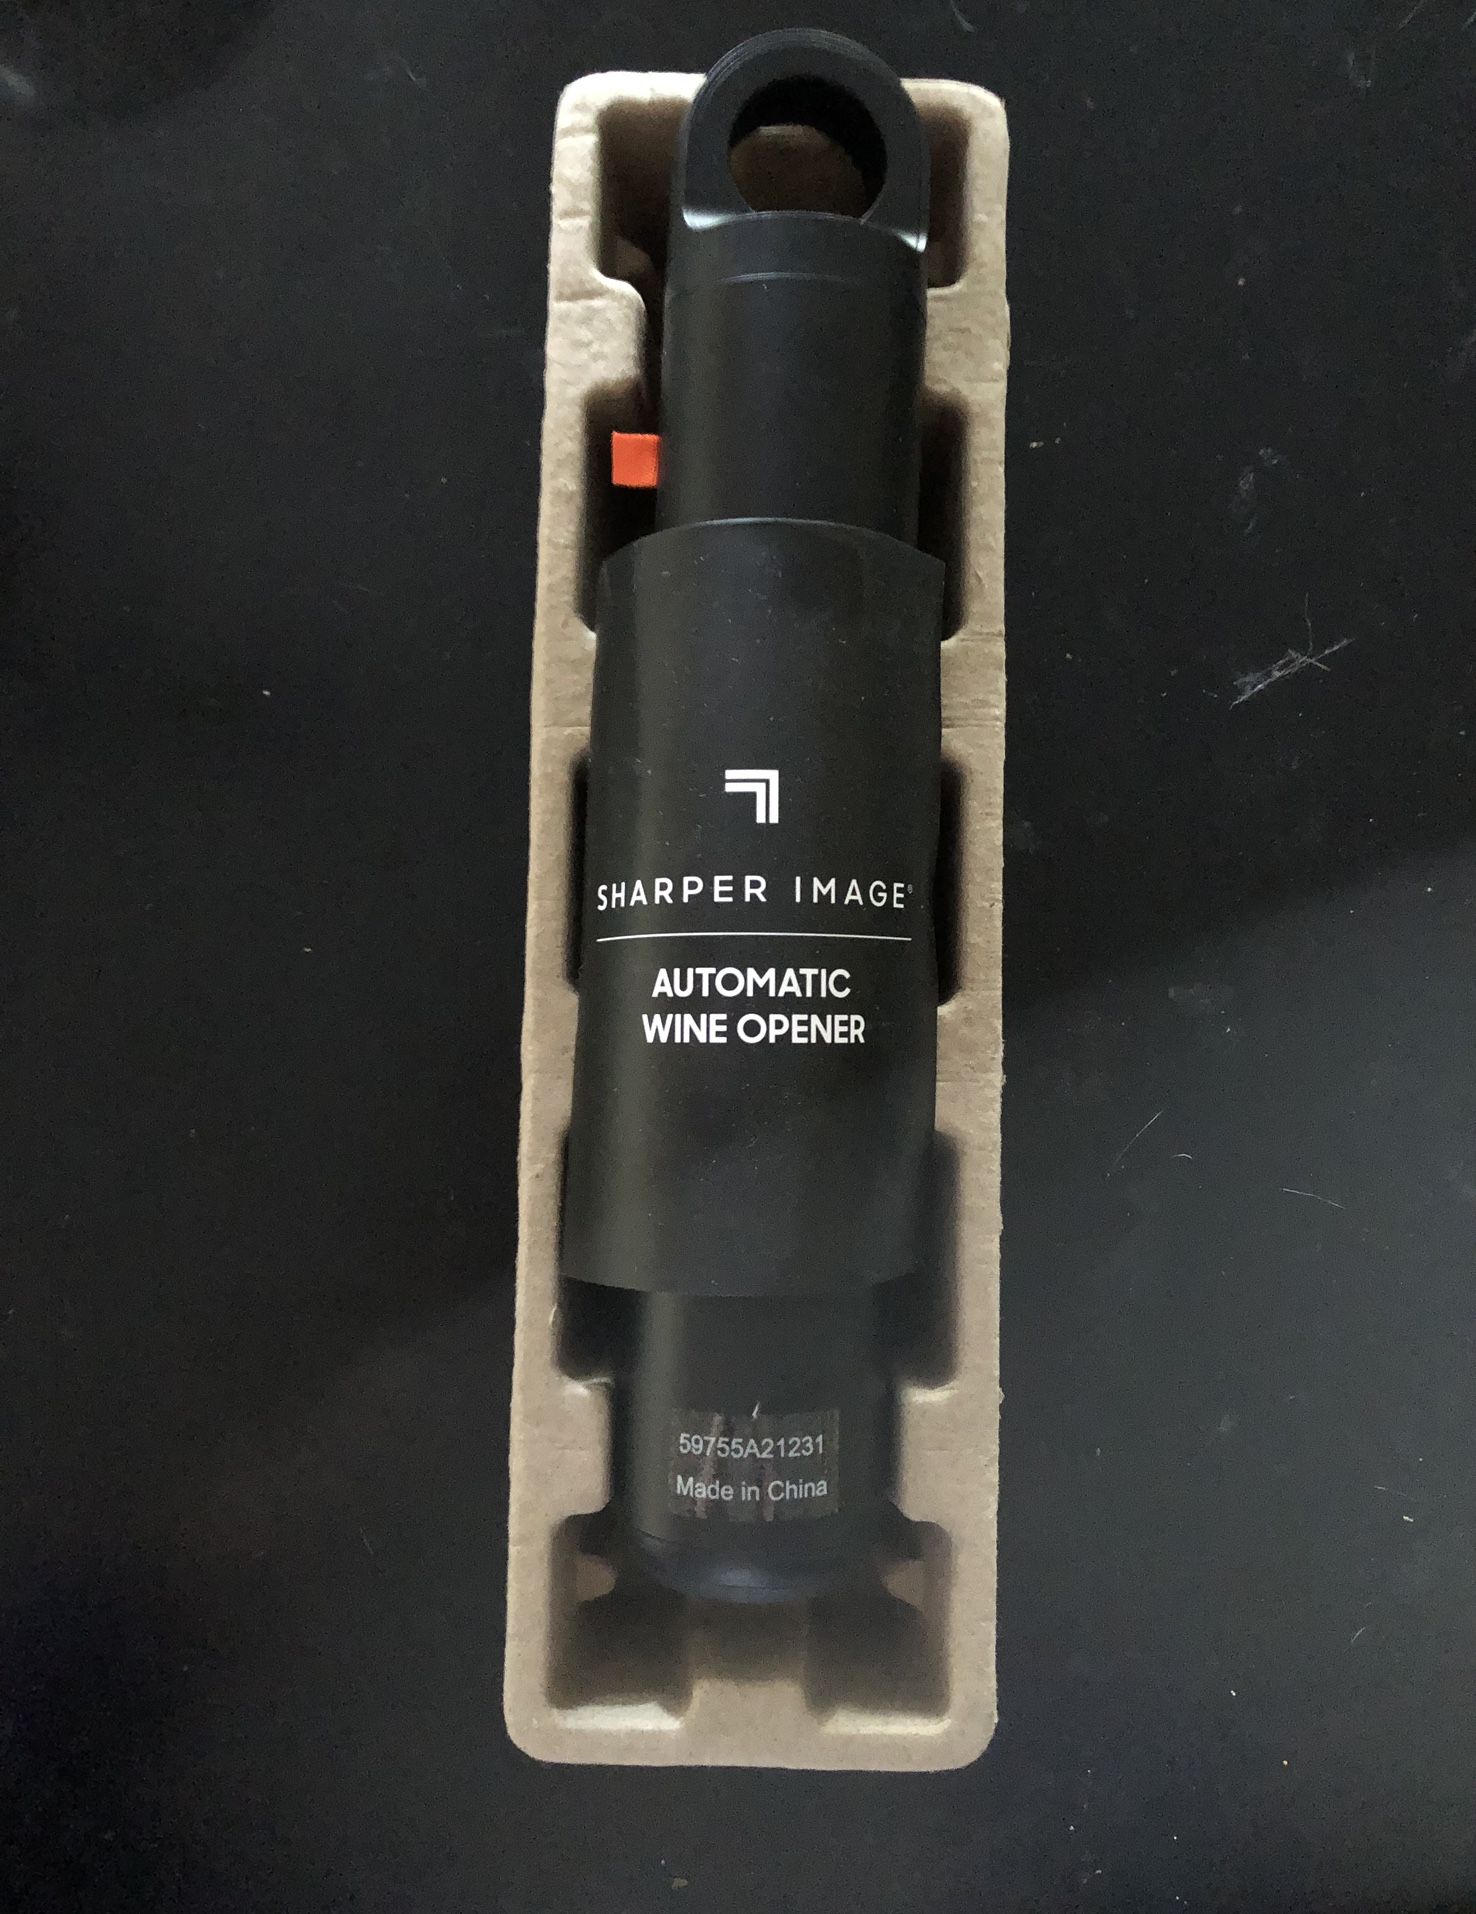 SHARPER IMAGE®
AUTOMATIC
WINE OPENER
59755A21231
Made in China